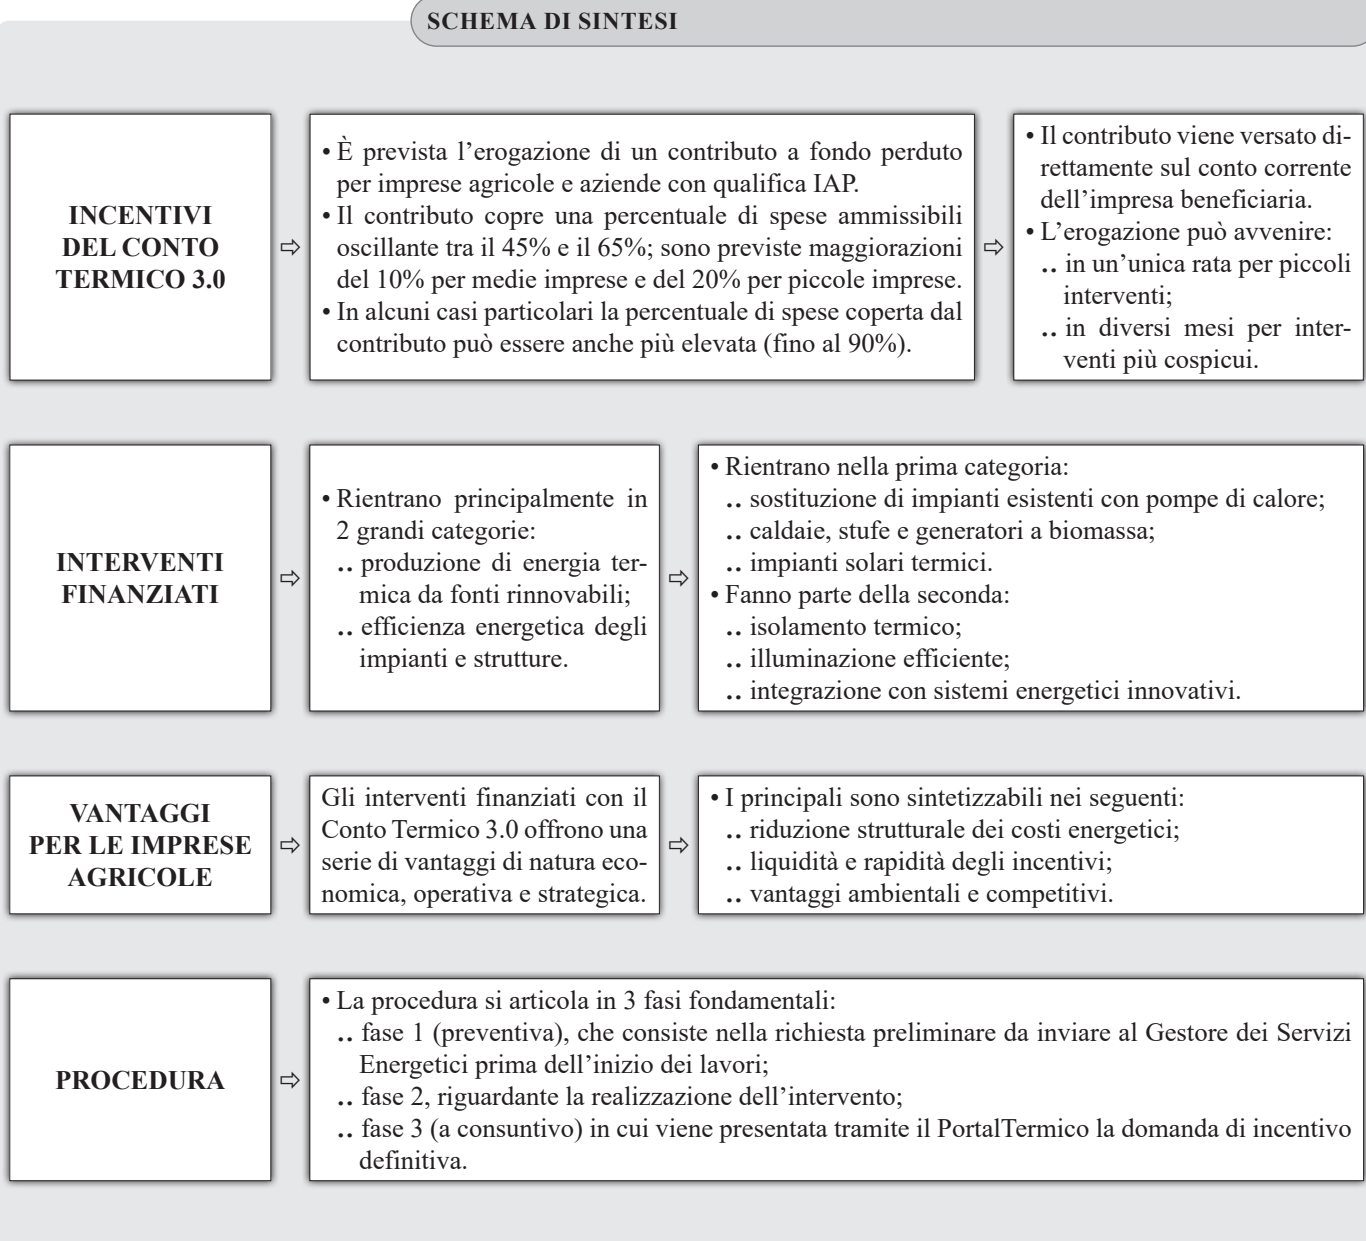 SCHEMA DI SINTESI
INCENTIVI
DEL CONTO
TERMICO 3.0
⇨
• È prevista l’erogazione di un contributo a fondo perduto
per imprese agricole e aziende con qualifica IAP.
• Il contributo copre una percentuale di spese ammissibili
oscillante tra il 45% e il 65%; sono previste maggiorazioni
del 10% per medie imprese e del 20% per piccole imprese.
• In alcuni casi particolari la percentuale di spese coperta dal
contributo può essere anche più elevata (fino al 90%).
⇨
• Il contributo viene versato di-
rettamente sul conto corrente
dell’impresa beneficiaria.
• L’erogazione può avvenire:
.. in un’unica rata per piccoli
interventi;
.. in diversi mesi per inter-
venti più cospicui.
INTERVENTI
FINANZIATI
⇨
• Rientrano principalmente in
2 grandi categorie:
.. produzione di energia ter-
mica da fonti rinnovabili;
.. efficienza energetica degli
impianti e strutture.
⇨
• Rientrano nella prima categoria:
.. sostituzione di impianti esistenti con pompe di calore;
.. caldaie, stufe e generatori a biomassa;
.. impianti solari termici.
• Fanno parte della seconda:
.. isolamento termico;
.. illuminazione efficiente;
.. integrazione con sistemi energetici innovativi.
VANTAGGI
PER LE IMPRESE
AGRICOLE
⇨
Gli interventi finanziati con il
Conto Termico 3.0 offrono una
serie di vantaggi di natura eco-
nomica, operativa e strategica.
⇨
• I principali sono sintetizzabili nei seguenti:
.. riduzione strutturale dei costi energetici;
.. liquidità e rapidità degli incentivi;
.. vantaggi ambientali e competitivi.
PROCEDURA
⇨
• La procedura si articola in 3 fasi fondamentali:
.. fase 1 (preventiva), che consiste nella richiesta preliminare da inviare al Gestore dei Servizi
Energetici prima dell’inizio dei lavori;
.. fase 2, riguardante la realizzazione dell’intervento;
.. fase 3 (a consuntivo) in cui viene presentata tramite il PortalTermico la domanda di incentivo
definitiva.